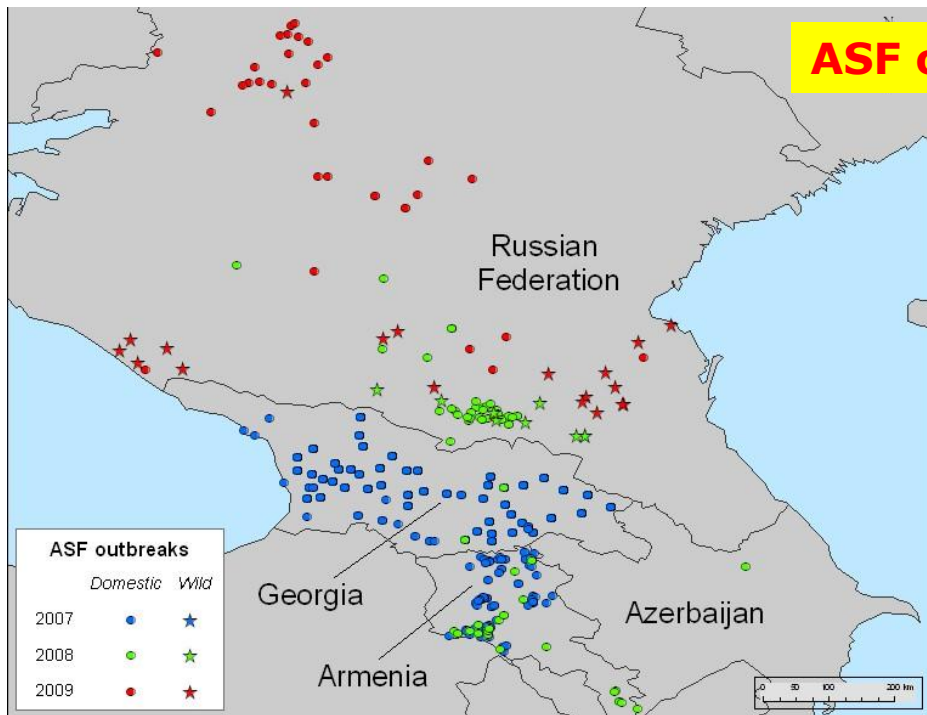 ASF
Russian
Federation
Georgia
Azerbaijan
Armenia
ASF outbreaks
Domestic Wild
2007
2008
2009
0 50 100 200 km